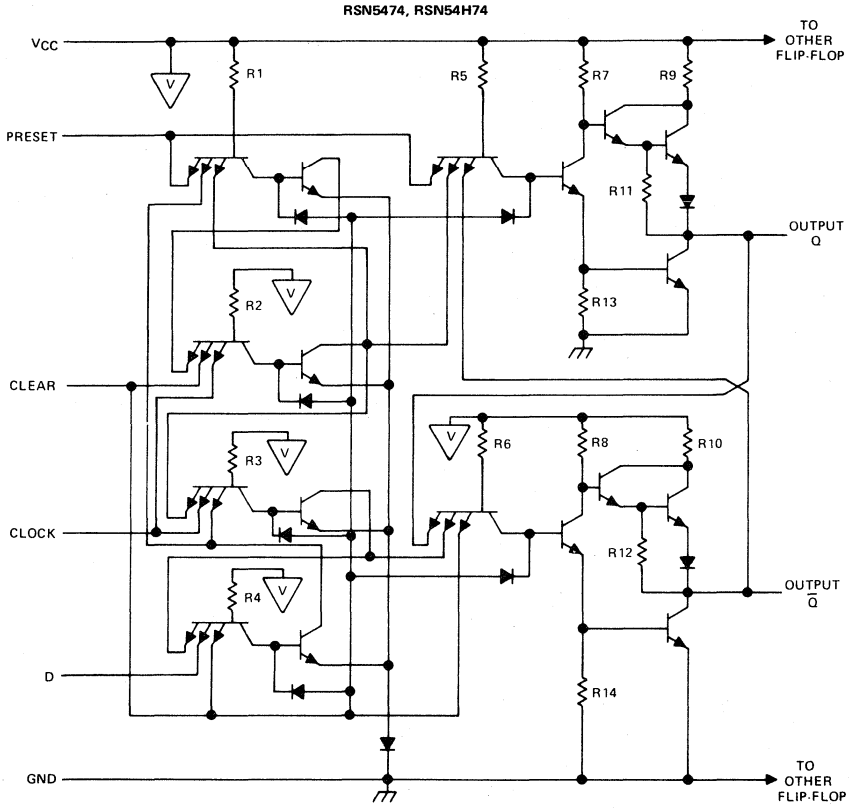 RSN5474, RSN54H74
VCC
TO
OTHER
FLIP-FLOP
V
R1
R5
R7
R9
PRESET
R11
OUTPUT
Q
V
R2
R13
CLEAR
V
R3
V
R6
R8
R10
CLOCK
R12
V
R4
OUTPUT
Q̅
D
R14
GND
TO
OTHER
FLIP-FLOP